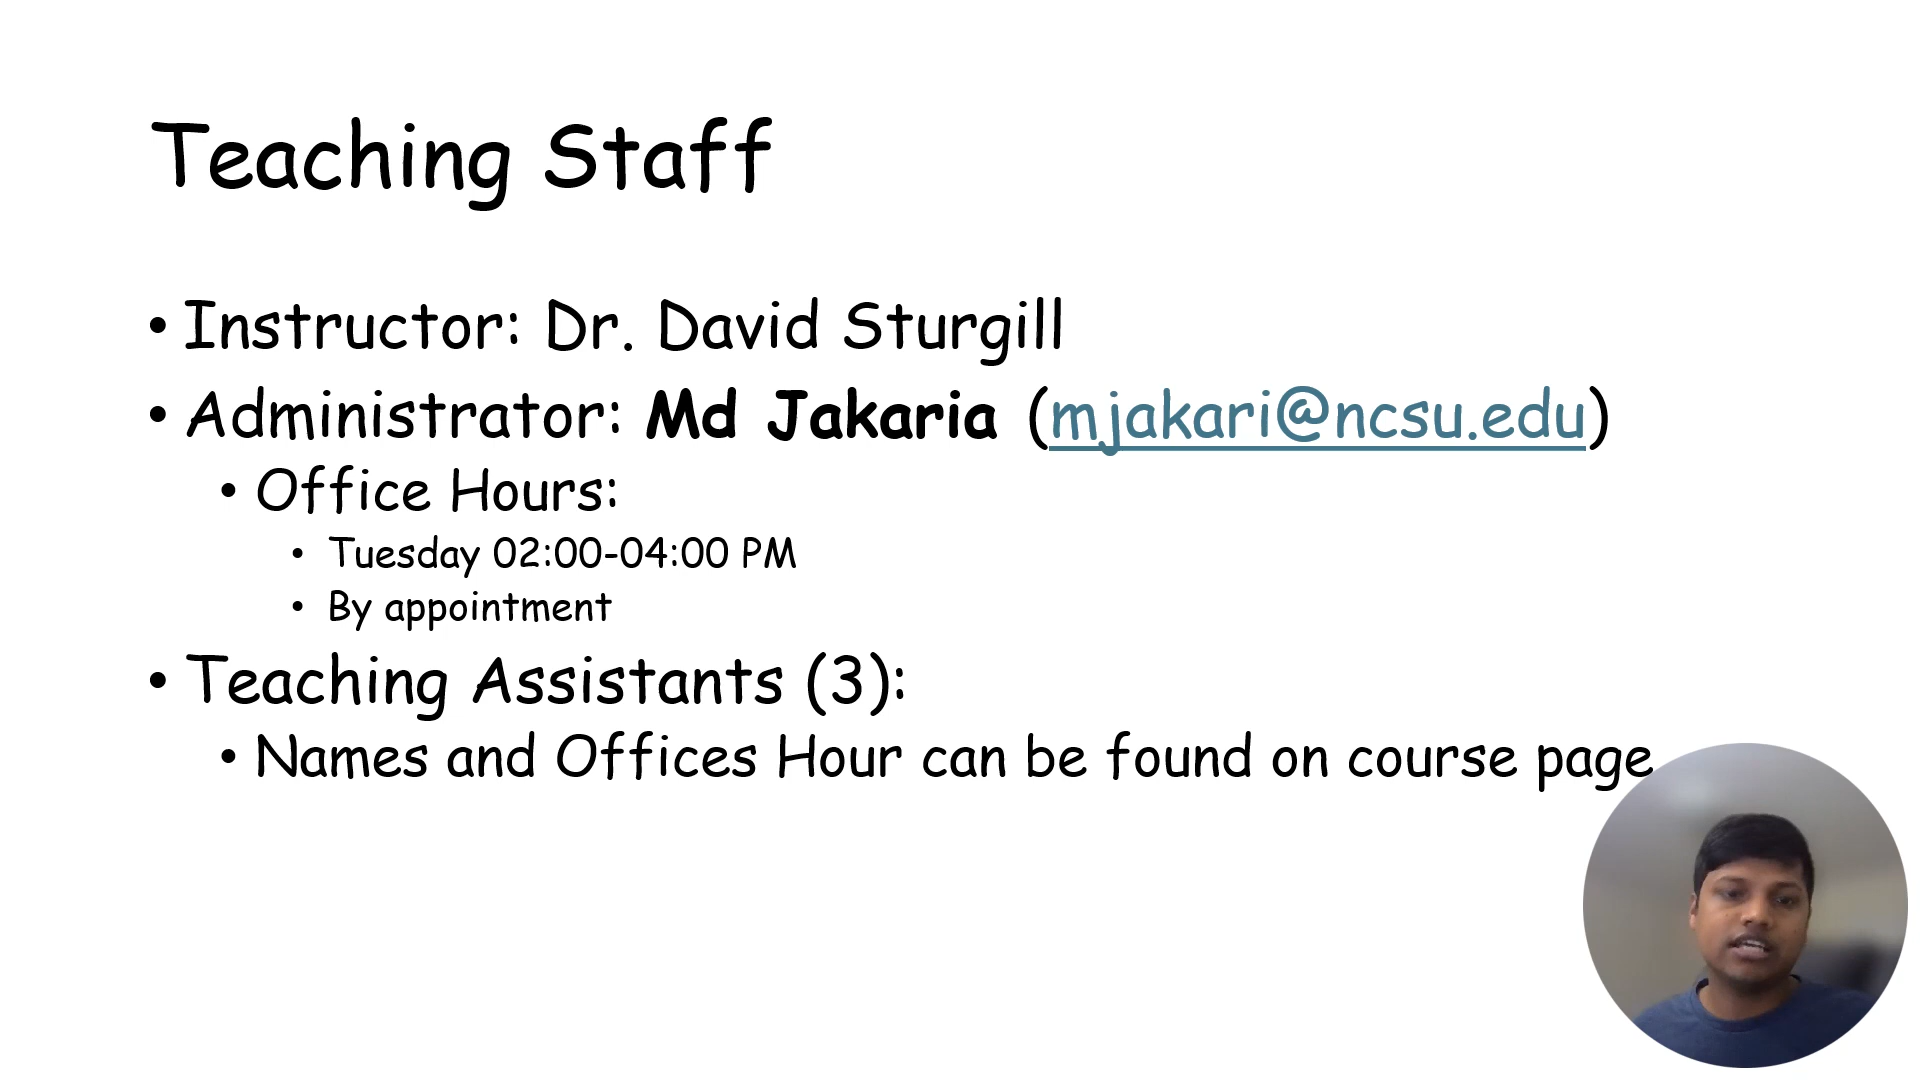 Teaching Staff
• Instructor: Dr. David Sturgill
• Administrator: Md Jakaria (mjakari@ncsu.edu)
• Office Hours:
• Tuesday 02:00-04:00 PM
• By appointment
• Teaching Assistants (3):
• Names and Offices Hour can be found on course page